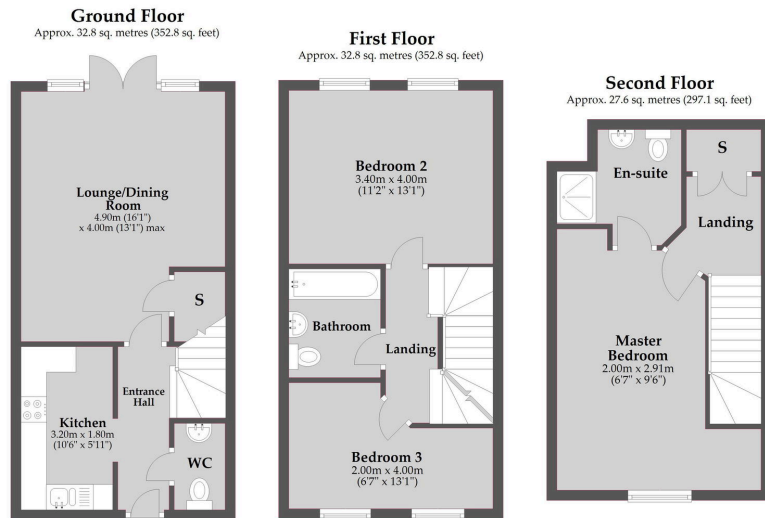 Ground Floor
Approx. 32.8 sq. metres (352.8 sq. feet)
Lounge/Dining
Room
4.90m (16'1")
x 4.00m (13'1") max
S
Entrance
Hall
Kitchen
3.20m x 1.80m
(10'6" x 5'11")
WC
First Floor
Approx. 32.8 sq. metres (352.8 sq. feet)
Bedroom 2
3.40m x 4.00m
(11'2" x 13'1")
Bathroom
Landing
Bedroom 3
2.00m x 4.00m
(6'7" x 13'1")
Second Floor
Approx. 27.6 sq. metres (297.1 sq. feet)
En-suite
S
Landing
Master
Bedroom
2.00m x 2.91m
(6'7" x 9'6")